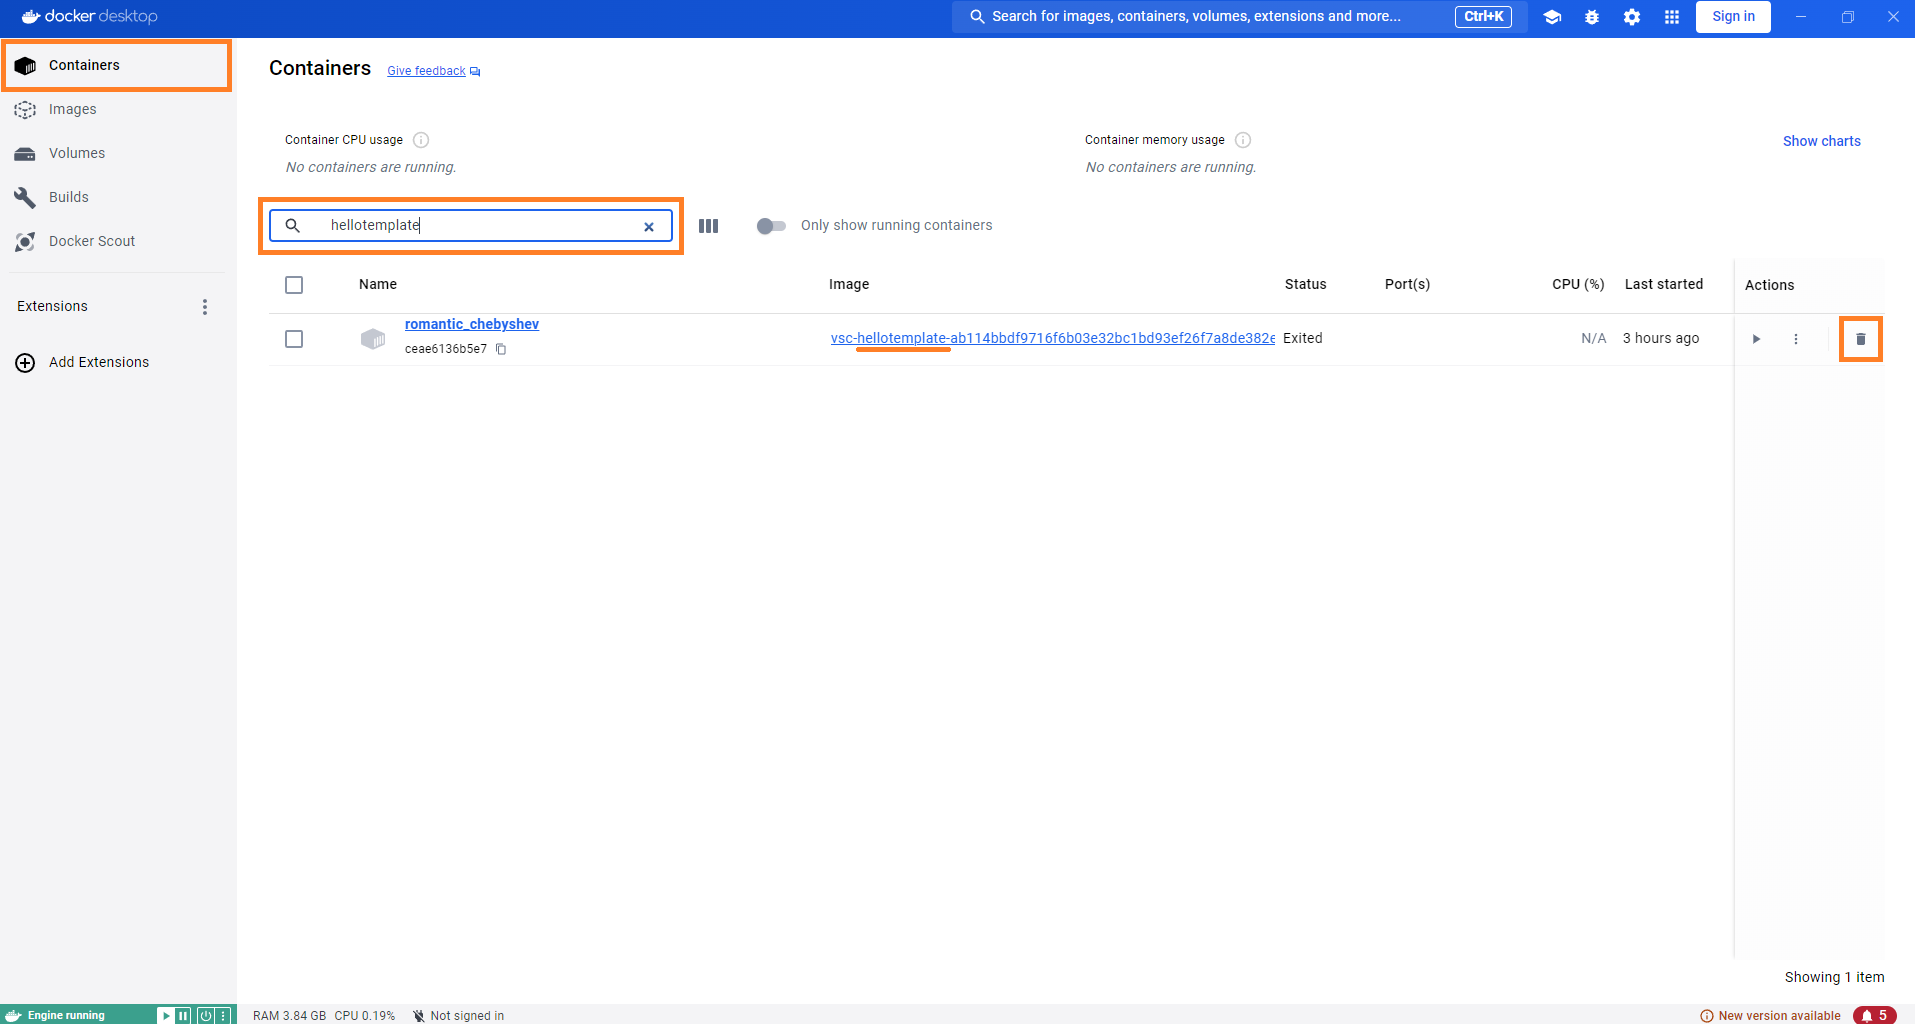 docker desktop
Search for images, containers, volumes, extensions and more... Ctrl+K
Sign in
Containers
Images
Volumes
Builds
Docker Scout
Extensions
Add Extensions
Containers Give feedback
Container CPU usage
No containers are running.
Container memory usage
No containers are running.
Show charts
hellotemplate
Only show running containers
Name Image Status Port(s) CPU (%) Last started Actions
romantic_chebyshev
ceae6136b5e7
vsc-hellotemplate-ab114bbdf9716f6b03e32bc1bd93ef26f7a8de382e Exited N/A 3 hours ago
Showing 1 item
Engine running RAM 3.84 GB CPU 0.19% Not signed in New version available 5